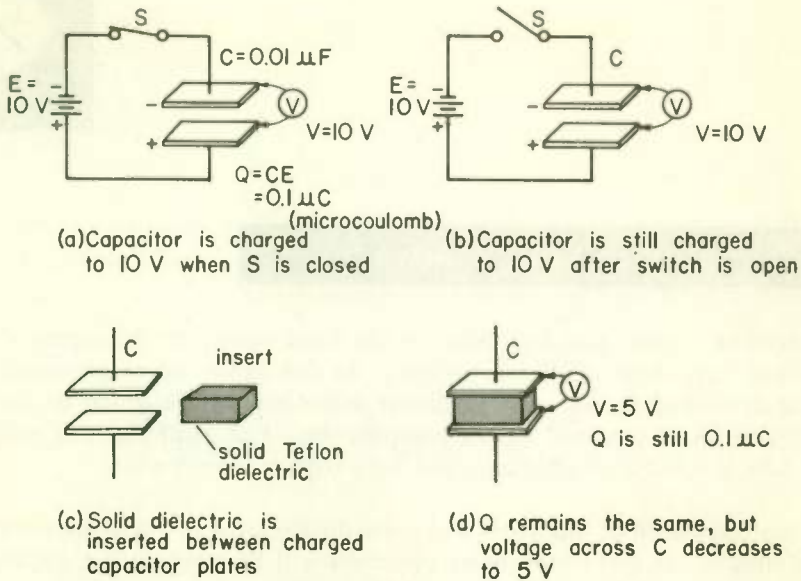 S
C=0.01 µF
E=
10 V
-
+
-
+
V
V=10 V
Q=CE
=0.1 µC
(microcoulomb)
(a) Capacitor is charged
to 10 V when S is closed
S
C
E=
10 V
-
+
-
+
V
V=10 V
(b) Capacitor is still charged
to 10 V after switch is open
C
insert
solid Teflon
dielectric
(c) Solid dielectric is
inserted between charged
capacitor plates
C
V
V=5 V
Q is still 0.1 µC
(d) Q remains the same, but
voltage across C decreases
to 5 V